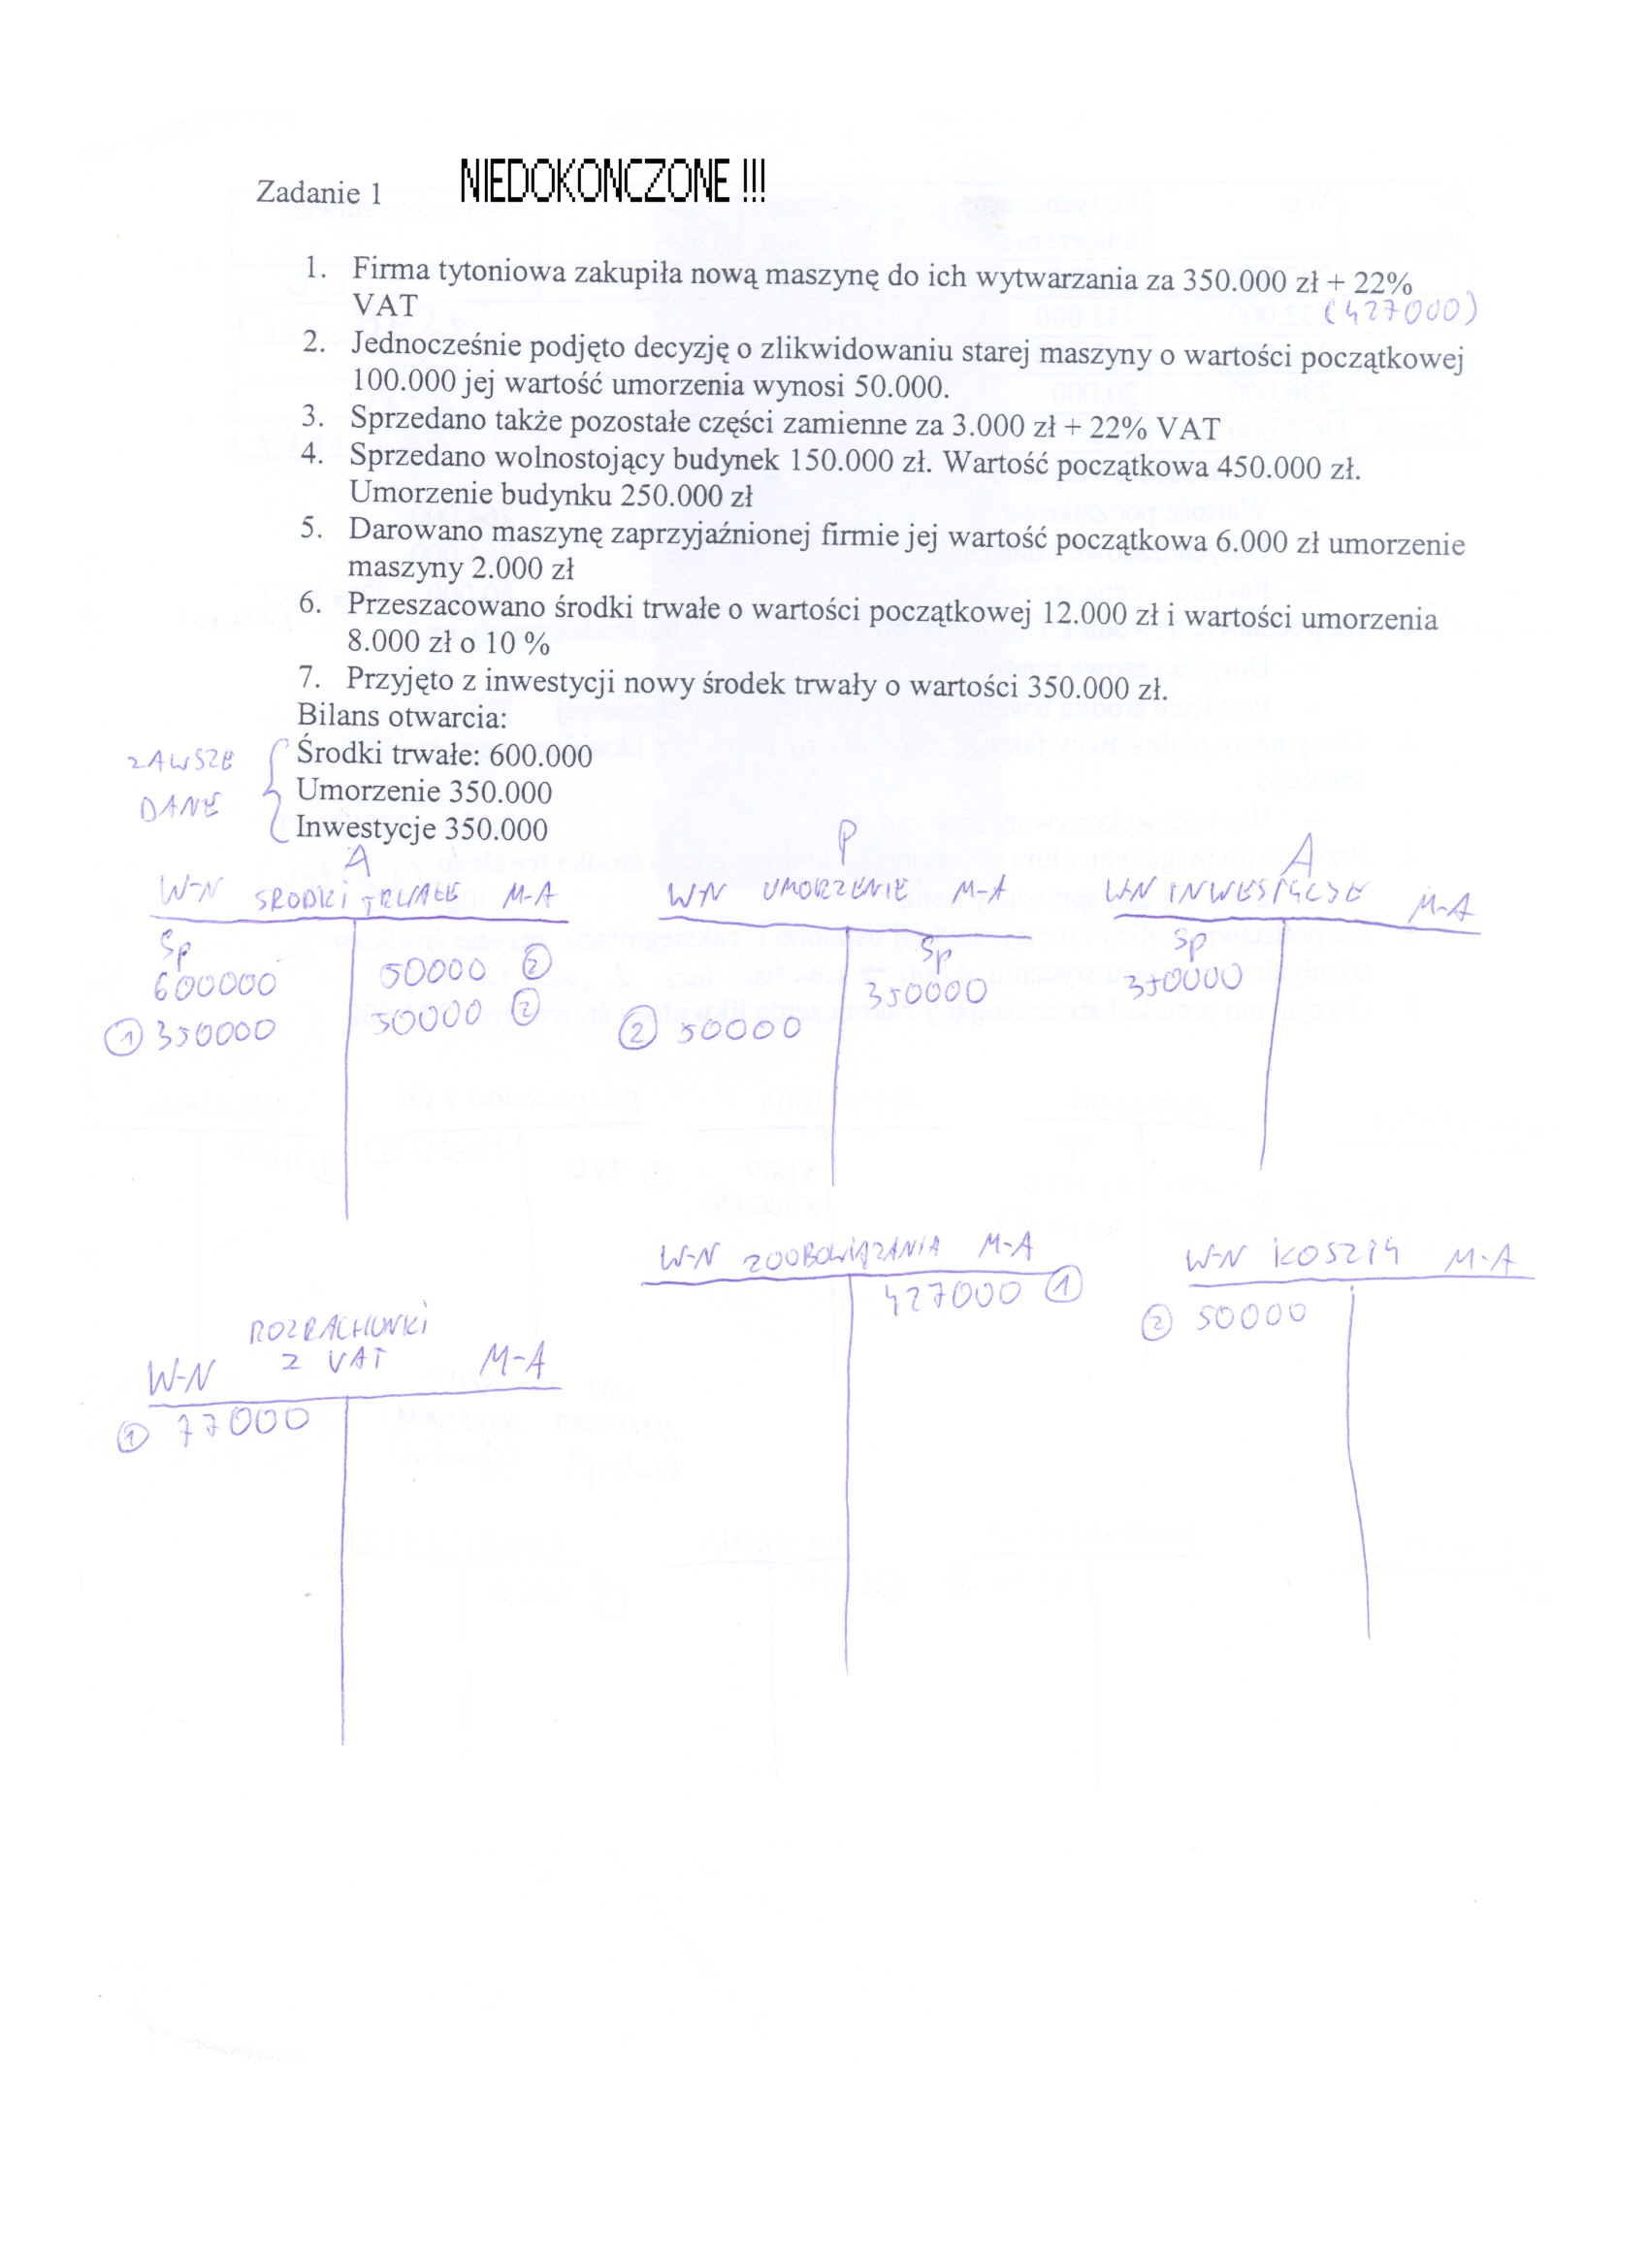 Zadanie 1 NIEDOKONCZONE !!!
1. Firma tytoniowa zakupiła nową maszynę do ich wytwarzania za 350.000 zł + 22%
VAT (427000)
2. Jednocześnie podjęto decyzję o zlikwidowaniu starej maszyny o wartości początkowej
100.000 jej wartość umorzenia wynosi 50.000.
3. Sprzedano także pozostałe części zamienne za 3.000 zł + 22% VAT
4. Sprzedano wolnostojący budynek 150.000 zł. Wartość początkowa 450.000 zł.
Umorzenie budynku 250.000 zł
5. Darowano maszynę zaprzyjaźnionej firmie jej wartość początkowa 6.000 zł umorzenie
maszyny 2.000 zł
6. Przeszacowano środki trwałe o wartości początkowej 12.000 zł i wartości umorzenia
8.000 zł o 10 %
7. Przyjęto z inwestycji nowy środek trwały o wartości 350.000 zł.
Bilans otwarcia:
ZAWSZE Środki trwałe: 600.000
DANE Umorzenie 350.000
Inwestycje 350.000
A P A
W-N ŚRODKI TRWAŁE M-A W-N UMORZENIE M-A W-N INWESTYCJE M-A
Sp Sp Sp
600000 50000 ② 350000 350000
① 350000 50000 ② ② 50000
W-N ZOOBOWIĄZANIA M-A W-N KOSZTY M-A
427000 ① ② 50000
ROZRACHUNKI
W-N Z VAT M-A
① 77000